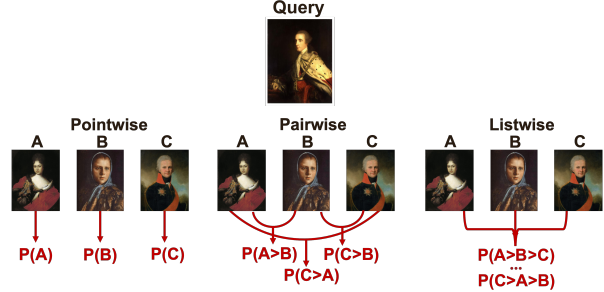 Query
Pointwise Pairwise Listwise
A B C A B C A B C
P(A) P(B) P(C) P(A>B) P(C>B) P(A>B>C)
P(C>A) ...
P(C>A>B)